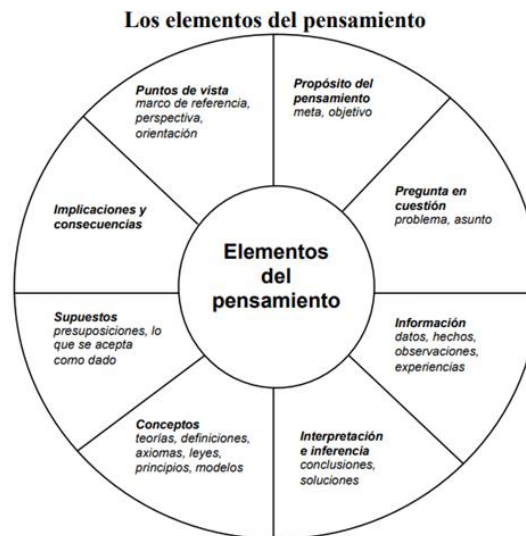 Los elementos del pensamiento
Puntos de vista
marco de referencia,
perspectiva,
orientación
Propósito del
pensamiento
meta, objetivo
Pregunta en
cuestión
problema, asunto
Información
datos, hechos,
observaciones,
experiencias
Interpretación
e inferencia
conclusiones,
soluciones
Conceptos
teorías, definiciones,
axiomas, leyes,
principios, modelos
Supuestos
presuposiciones, lo
que se acepta
como dado
Implicaciones y
consecuencias
Elementos
del
pensamiento